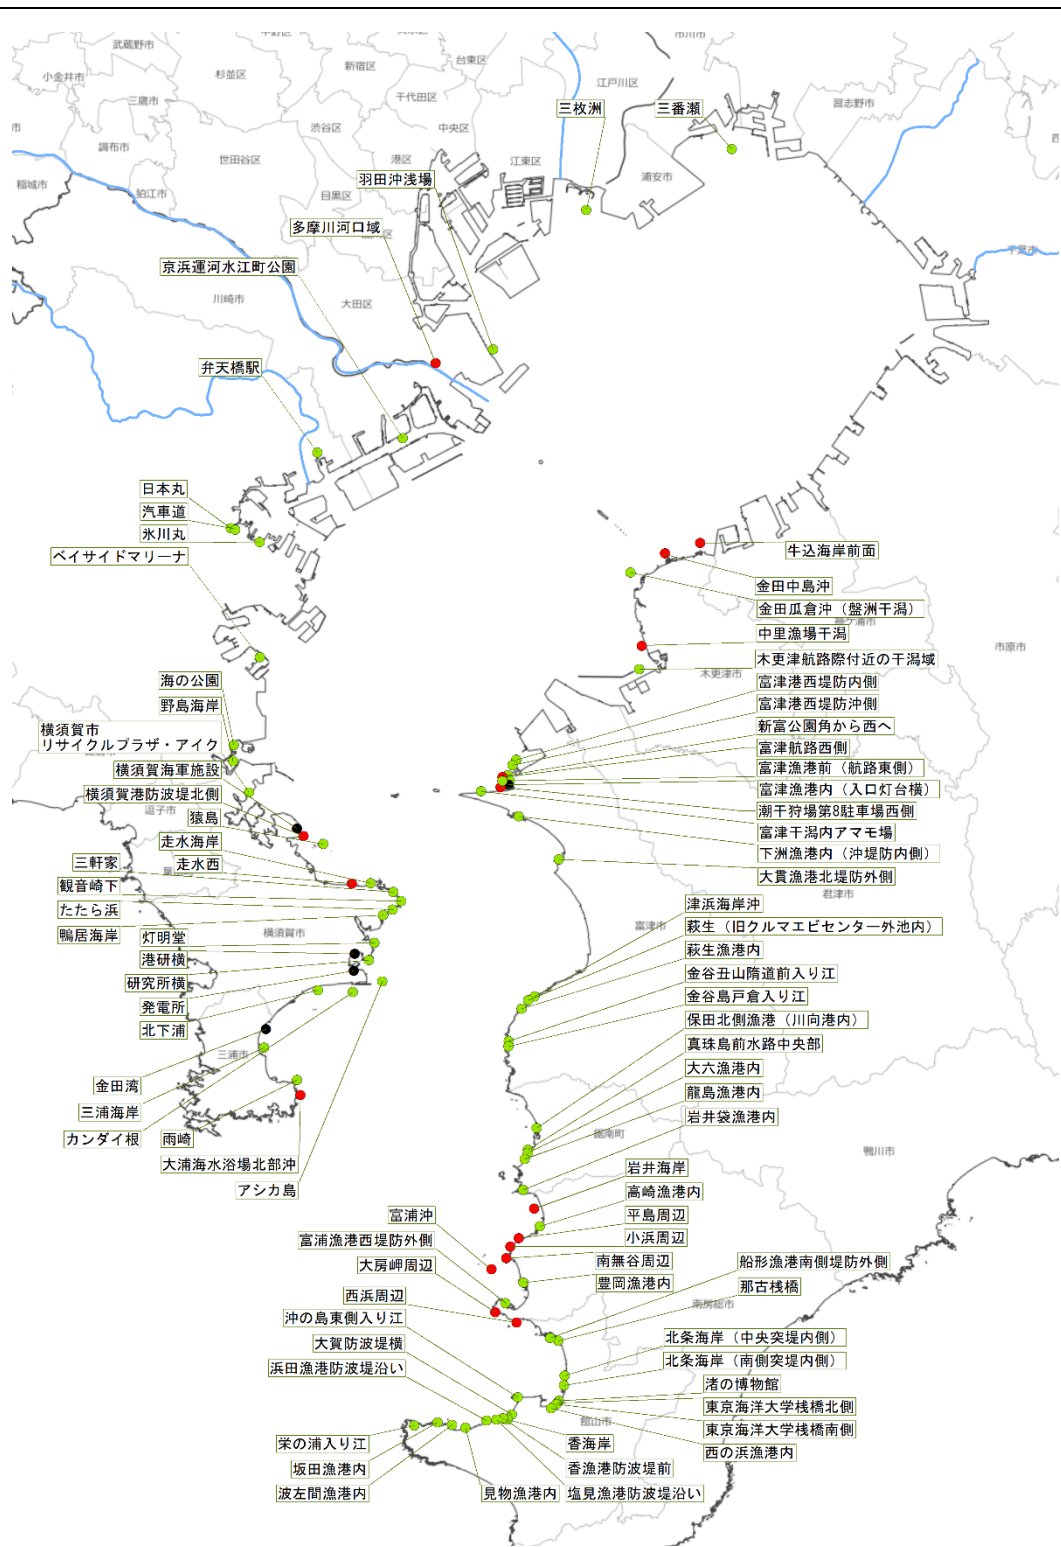 武蔵野市
杉並区
新宿区
台東区
市川市
小金井市
千代田区
江戸川区
三鷹市
渋谷区
中央区
三枚洲
三番瀬
習志野市
調布市
世田谷区
港区
江東区
浦安市
稲城市
狛江市
目黒区
羽田沖浅場
多摩川河口域
千葉市
京浜運河水江町公園
川崎市
大田区
弁天橋駅
日本丸
汽車道
氷川丸
ベイサイドマリーナ
牛込海岸前面
金田中島沖
金田瓜倉沖（盤洲干潟）
袖ケ浦市
中里漁場干潟
市原市
木更津航路際付近の干潟域
木更津市
海の公園
富津港西堤防内側
野島海岸
富津港西堤防沖側
横須賀市
リサイクルプラザ・アイク
新富公園角から西へ
富津航路西側
横須賀海軍施設
富津漁港前（航路東側）
横須賀港防波堤北側
富津漁港内（入口灯台横）
逗子市
猿島
潮干狩場第8駐車場西側
走水海岸
富津干潟内アマモ場
三軒家
走水西
下洲漁港内（沖堤防内側）
観音崎下
大貫漁港北堤防外側
君津市
たたら浜
津浜海岸沖
鴨居海岸
灯明堂
横須賀市
富津市
萩生（旧クルマエビセンター外池内）
港研横
萩生漁港内
研究所横
金谷丑山隋道前入り江
発電所
金谷島戸倉入り江
北下浦
保田北側漁港（川向港内）
三浦市
真珠島前水路中央部
金田湾
大六漁港内
三浦海岸
龍島漁港内
カンダイ根
雨崎
岩井袋漁港内
鋸南町
鴨川市
大浦海水浴場北部沖
岩井海岸
アシカ島
高崎漁港内
富浦沖
平島周辺
富浦漁港西堤防外側
小浜周辺
大房岬周辺
南無谷周辺
船形漁港南側堤防外側
西浜周辺
豊岡漁港内
那古桟橋
南房総市
沖の島東側入り江
大賀防波堤横
北条海岸（中央突堤内側）
浜田漁港防波堤沿い
北条海岸（南側突堤内側）
渚の博物館
東京海洋大学桟橋北側
館山市
東京海洋大学桟橋南側
栄の浦入り江
香海岸
西の浜漁港内
坂田漁港内
香漁港防波堤前
波左間漁港内
見物漁港内
塩見漁港防波堤沿い